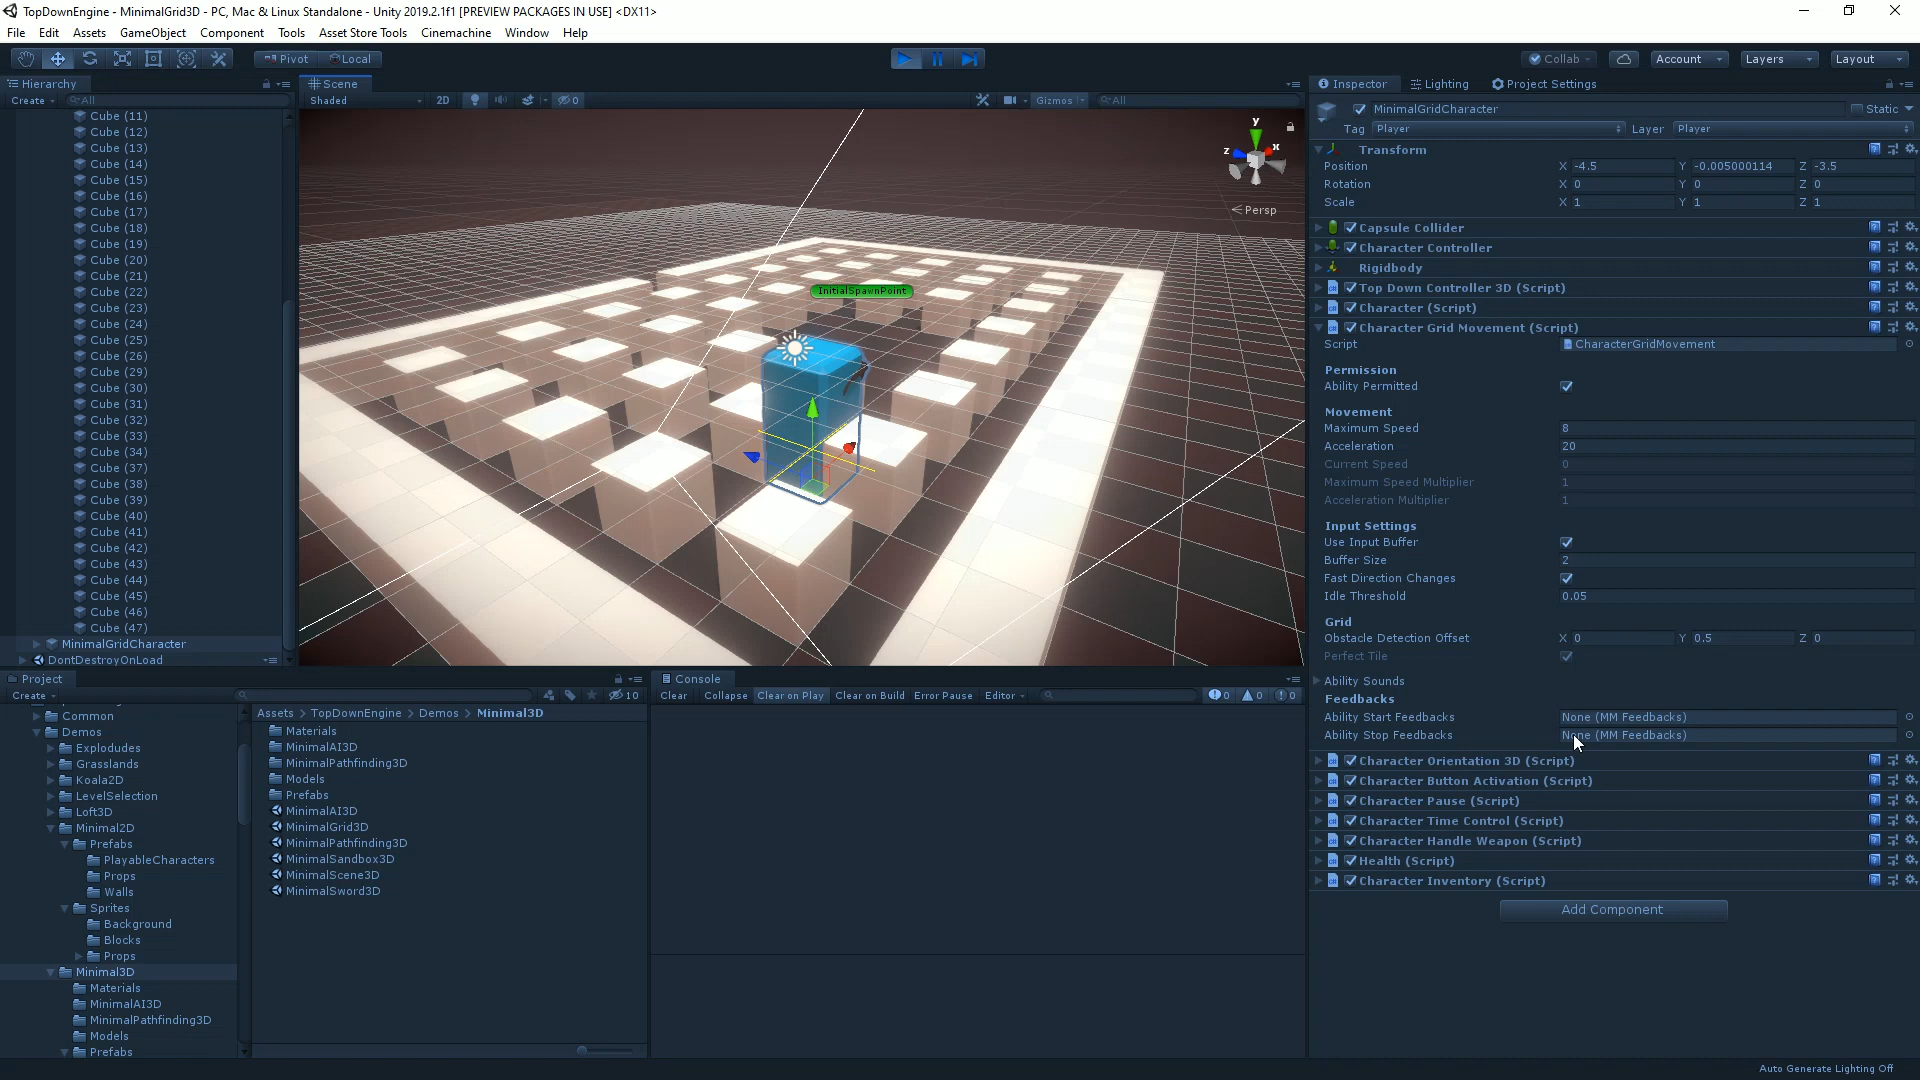 TopDownEngine - MinimalGrid3D - PC, Mac & Linux Standalone - Unity 2019.2.1f1 [PREVIEW PACKAGES IN USE] <DX11>
File Edit Assets GameObject Component Tools Asset Store Tools Cinemachine Window Help
Pivot Local Collab Account Layers Layout
Hierarchy
Create All
Cube (11)
Cube (12)
Cube (13)
Cube (14)
Cube (15)
Cube (16)
Cube (17)
Cube (18)
Cube (19)
Cube (20)
Cube (21)
Cube (22)
Cube (23)
Cube (24)
Cube (25)
Cube (26)
Cube (29)
Cube (30)
Cube (31)
Cube (32)
Cube (33)
Cube (34)
Cube (37)
Cube (38)
Cube (39)
Cube (40)
Cube (41)
Cube (42)
Cube (43)
Cube (44)
Cube (45)
Cube (46)
Cube (47)
MinimalGridCharacter
DontDestroyOnLoad
Scene
Shaded 2D 0 Gizmos All
y
z x
Persp
InitialSpawnPoint
Project
Create 10
Common
Demos
Explodudes
Grasslands
Koala2D
LevelSelection
Loft3D
Minimal2D
Prefabs
PlayableCharacters
Props
Walls
Sprites
Background
Blocks
Props
Minimal3D
Materials
MinimalAI3D
MinimalPathfinding3D
Models
Prefabs
Assets > TopDownEngine > Demos > Minimal3D
Materials
MinimalAI3D
MinimalPathfinding3D
Models
Prefabs
MinimalAI3D
MinimalGrid3D
MinimalPathfinding3D
MinimalSandbox3D
MinimalScene3D
MinimalSword3D
Console
Clear Collapse Clear on Play Clear on Build Error Pause Editor 0 0 0
Inspector Lighting Project Settings
MinimalGridCharacter Static
Tag Player Layer Player
Transform
Position X -4.5 Y -0.005000114 Z -3.5
Rotation X 0 Y 0 Z 0
Scale X 1 Y 1 Z 1
Capsule Collider
Character Controller
Rigidbody
Top Down Controller 3D (Script)
Character (Script)
Character Grid Movement (Script)
Script CharacterGridMovement
Permission
Ability Permitted
Movement
Maximum Speed 8
Acceleration 20
Current Speed 0
Maximum Speed Multiplier 1
Acceleration Multiplier 1
Input Settings
Use Input Buffer
Buffer Size 2
Fast Direction Changes
Idle Threshold 0.05
Grid
Obstacle Detection Offset X 0 Y 0.5 Z 0
Perfect Tile
Ability Sounds
Feedbacks
Ability Start Feedbacks None (MM Feedbacks)
Ability Stop Feedbacks None (MM Feedbacks)
Character Orientation 3D (Script)
Character Button Activation (Script)
Character Pause (Script)
Character Time Control (Script)
Character Handle Weapon (Script)
Health (Script)
Character Inventory (Script)
Add Component
Auto Generate Lighting Off